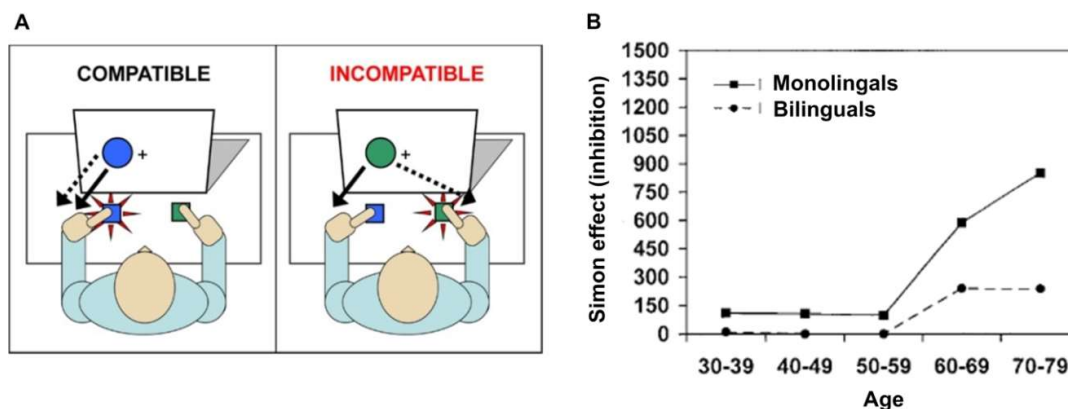 A
COMPATIBLE
+
INCOMPATIBLE
+
B
Simon effect (inhibition)
1500
1350
1200
1050
900
750
600
450
300
150
0
Monolingals
Bilinguals
30-39 40-49 50-59 60-69 70-79
Age